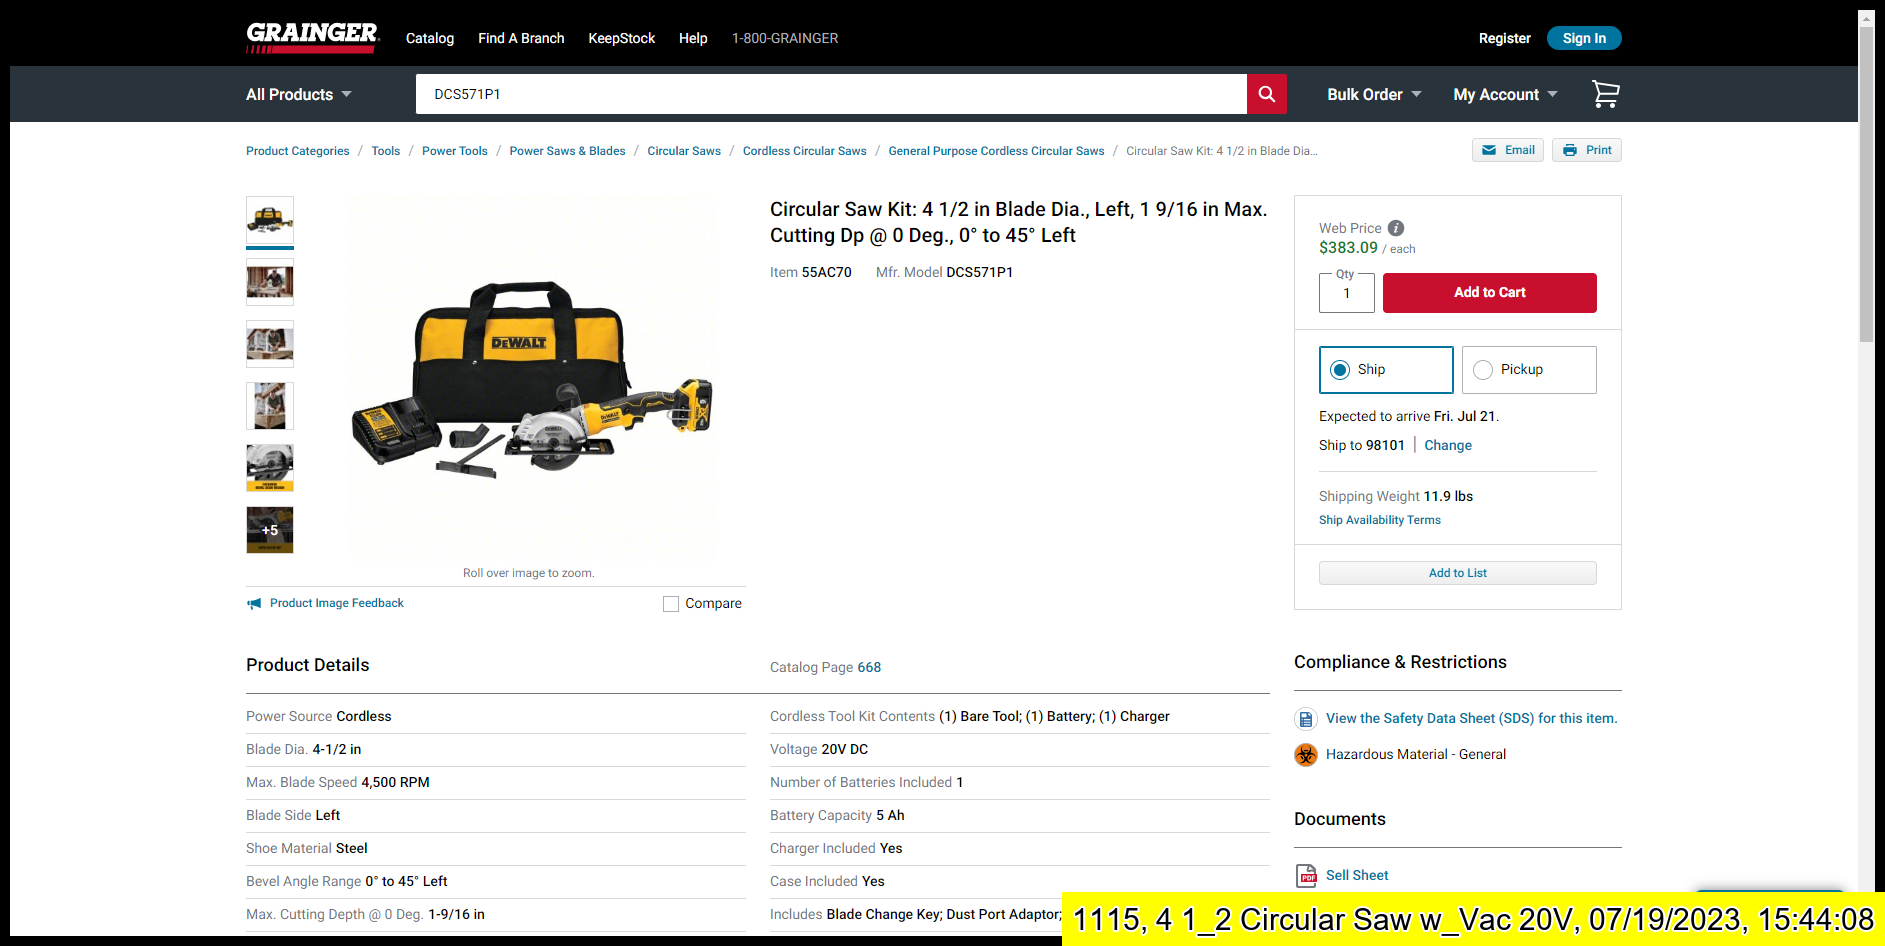 GRAINGER
Catalog Find A Branch KeepStock Help 1-800-GRAINGER
Register Sign In
All Products
DCS571P1
Bulk Order My Account
Product Categories / Tools / Power Tools / Power Saws & Blades / Circular Saws / Cordless Circular Saws / General Purpose Cordless Circular Saws / Circular Saw Kit: 4 1/2 in Blade Dia...
Email Print
+5
DEWALT
DEWALT
Roll over image to zoom.
Product Image Feedback
Compare
Circular Saw Kit: 4 1/2 in Blade Dia., Left, 1 9/16 in Max.
Cutting Dp @ 0 Deg., 0° to 45° Left
Item 55AC70 Mfr. Model DCS571P1
Web Price i
$383.09 / each
Qty
1
Add to Cart
Ship
Pickup
Expected to arrive Fri. Jul 21.
Ship to 98101 | Change
Shipping Weight 11.9 lbs
Ship Availability Terms
Add to List
Product Details
Catalog Page 668
Power Source Cordless
Blade Dia. 4-1/2 in
Max. Blade Speed 4,500 RPM
Blade Side Left
Shoe Material Steel
Bevel Angle Range 0° to 45° Left
Max. Cutting Depth @ 0 Deg. 1-9/16 in
Cordless Tool Kit Contents (1) Bare Tool; (1) Battery; (1) Charger
Voltage 20V DC
Number of Batteries Included 1
Battery Capacity 5 Ah
Charger Included Yes
Case Included Yes
Includes Blade Change Key; Dust Port Adaptor;
Compliance & Restrictions
View the Safety Data Sheet (SDS) for this item.
Hazardous Material - General
Documents
PDF
Sell Sheet
1115, 4 1_2 Circular Saw w_Vac 20V, 07/19/2023, 15:44:08